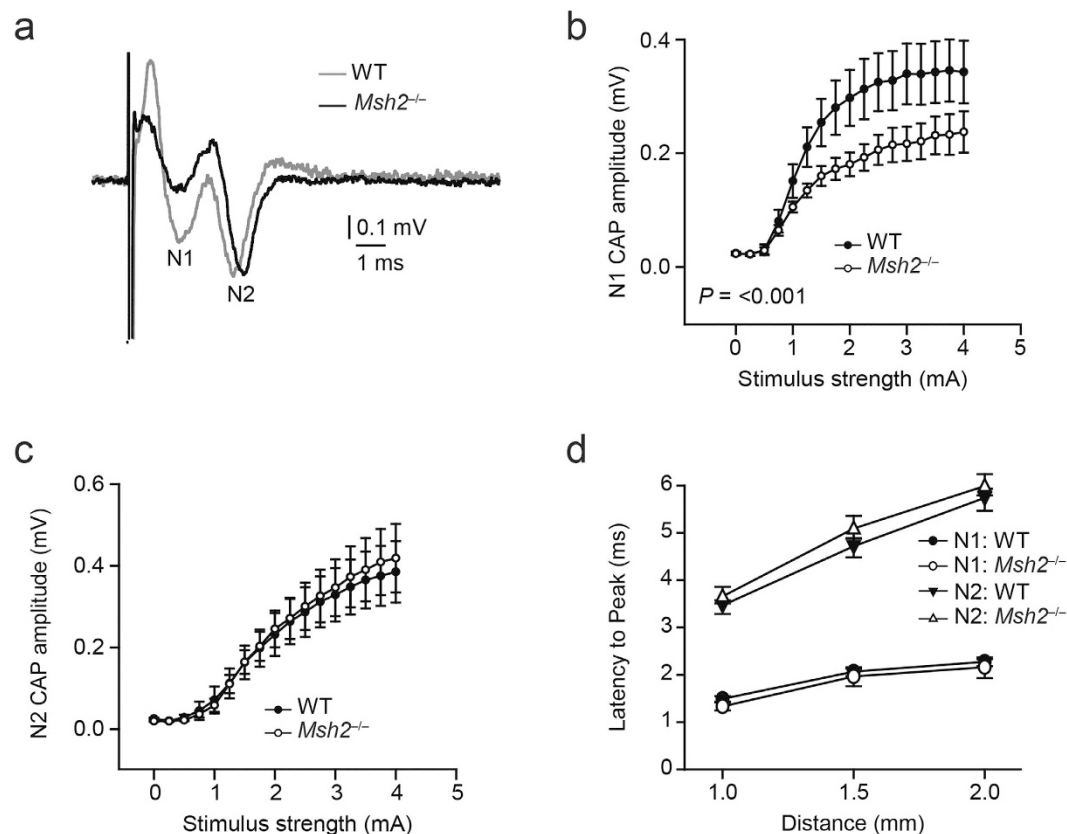 a
WT
Msh2–/–
N1
N2
0.1 mV
1 ms
b
N1 CAP amplitude (mV)
0.4
0.2
0.0
WT
Msh2–/–
P = <0.001
0 1 2 3 4 5
Stimulus strength (mA)
c
N2 CAP amplitude (mV)
0.6
0.4
0.2
0.0
WT
Msh2–/–
0 1 2 3 4 5
Stimulus strength (mA)
d
Latency to Peak (ms)
6
5
4
3
2
1
0
N1: WT
N1: Msh2–/–
N2: WT
N2: Msh2–/–
1.0 1.5 2.0
Distance (mm)